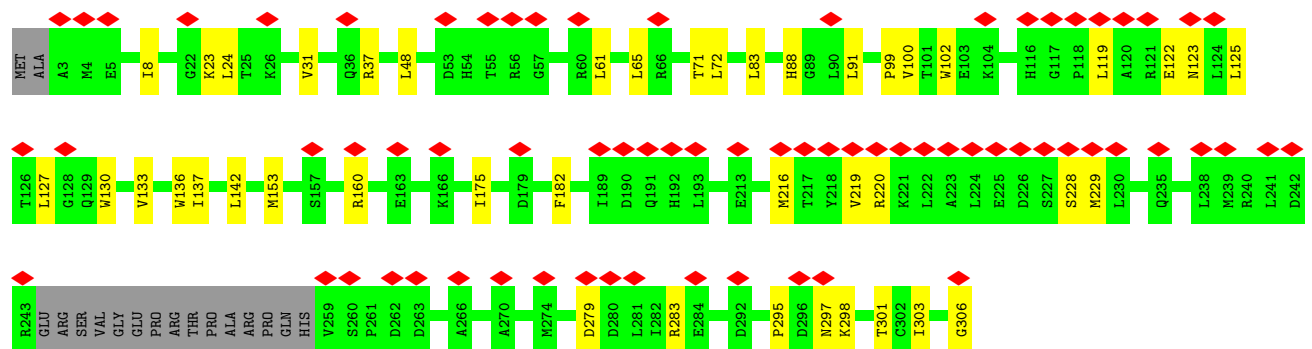 MET ALA A3 M4 E5 I8 G22 K23 L24 T25 K26 V31 Q36 R37 L48 D53 H54 T55 R56 G57 R60 L61 L65 R66 T71 L72 L83 H88 G89 L90 L91 P99 V100 T101 W102 E103 K104 H116 G117 P118 L119 A120 R121 E122 N123 L124 L125
T126 L127 G128 Q129 W130 V133 W136 I137 L142 M153 S157 R160 E163 K166 I175 D179 F182 I189 D190 Q191 H192 L193 E213 M216 T217 Y218 V219 R220 K221 L222 A223 L224 E225 D226 S227 S228 M229 L230 Q235 L238 M239 R240 L241 D242
R243 GLU ARG SER VAL GLY GLU PRO ARG THR PRO ALA ARG PRO GLN HIS V259 S260 P261 D262 D263 A266 A270 M274 D279 D280 L281 I282 R283 E284 D292 P295 D296 N297 K298 T301 C302 I303 G306